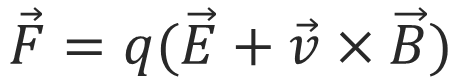 F⃗ = q(E⃗ + v⃗ × B⃗)